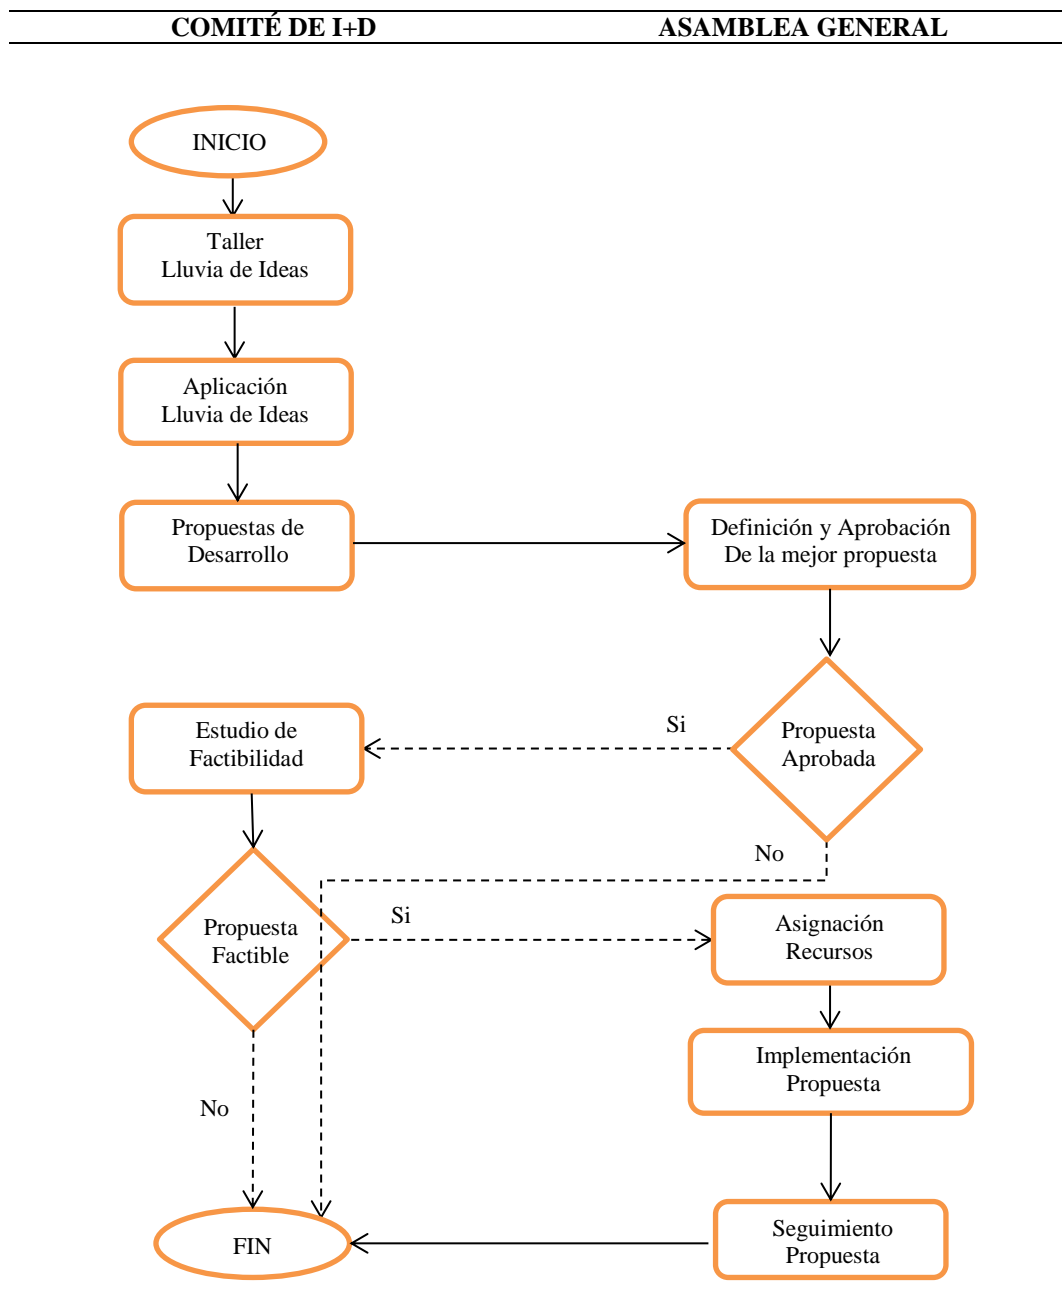 COMITÉ DE I+D
ASAMBLEA GENERAL
INICIO
Taller
Lluvia de Ideas
Aplicación
Lluvia de Ideas
Propuestas de
Desarrollo
Definición y Aprobación
De la mejor propuesta
Propuesta
Aprobada
Si
Estudio de
Factibilidad
No
Propuesta
Factible
Si
Asignación
Recursos
Implementación
Propuesta
No
Seguimiento
Propuesta
FIN